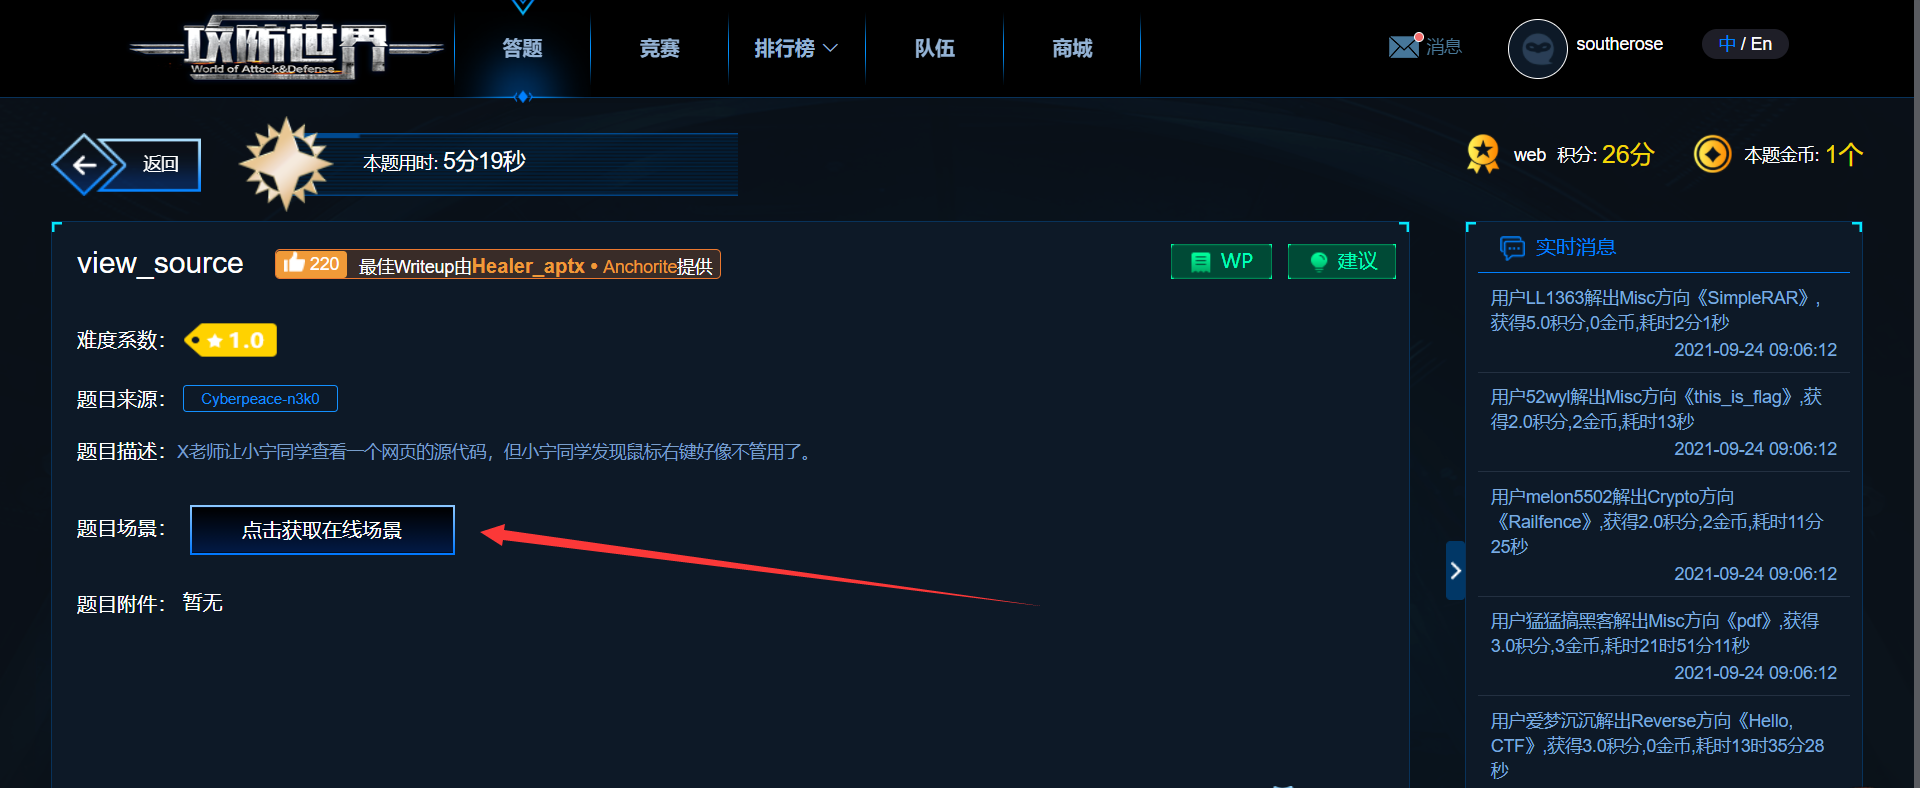 攻防世界
World of Attack&Defense
答题
竞赛
排行榜
队伍
商城
消息
southerose
中 / En
返回
本题用时: 5分19秒
web 积分: 26分
本题金币: 1个
view_source
220
最佳Writeup由Healer_aptx • Anchorite提供
WP
建议
难度系数：
1.0
题目来源：
Cyberpeace-n3k0
题目描述：
X老师让小宁同学查看一个网页的源代码，但小宁同学发现鼠标右键好像不管用了。
题目场景：
点击获取在线场景
题目附件：
暂无
实时消息
用户LL1363解出Misc方向《SimpleRAR》,
获得5.0积分,0金币,耗时2分1秒
2021-09-24 09:06:12
用户52wyl解出Misc方向《this_is_flag》,获
得2.0积分,2金币,耗时13秒
2021-09-24 09:06:12
用户melon5502解出Crypto方向
《Railfence》,获得2.0积分,2金币,耗时11分
25秒
2021-09-24 09:06:12
用户猛猛搞黑客解出Misc方向《pdf》,获得
3.0积分,3金币,耗时21时51分11秒
2021-09-24 09:06:12
用户爱梦沉沉解出Reverse方向《Hello,
CTF》,获得3.0积分,0金币,耗时13时35分28
秒